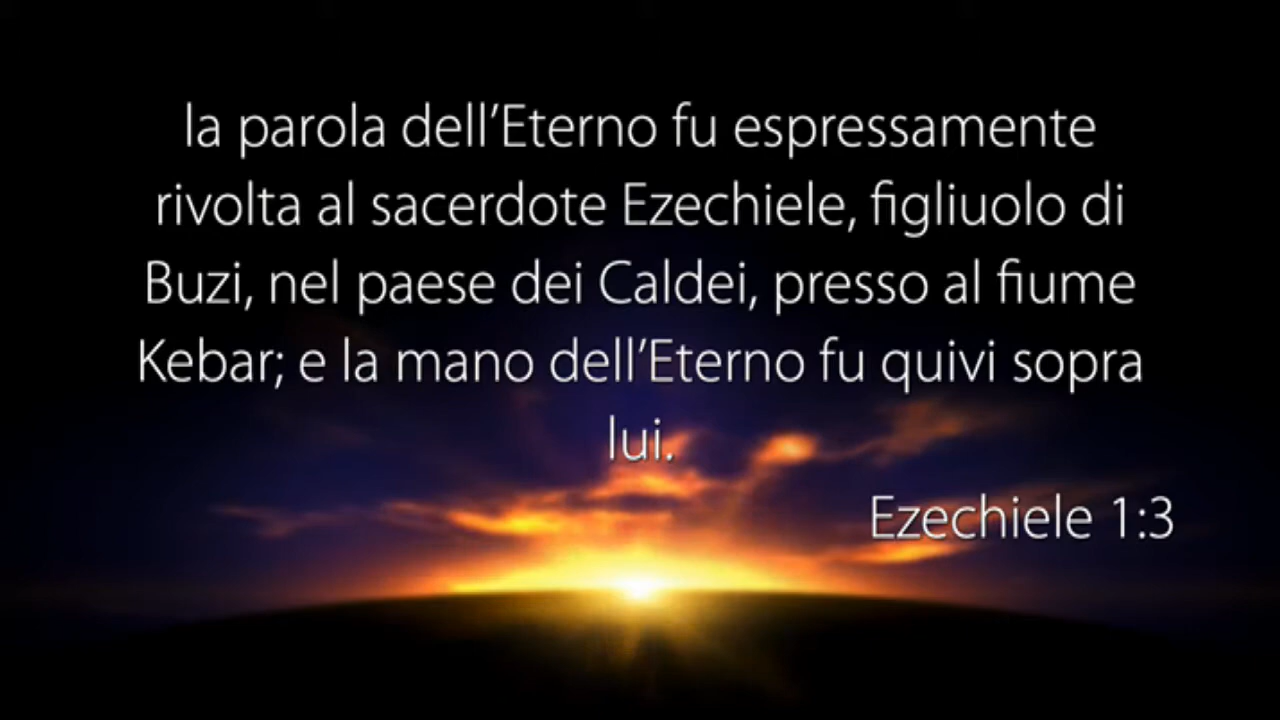 la parola dell’Eterno fu espressamente
rivolta al sacerdote Ezechiele, figliuolo di
Buzi, nel paese dei Caldei, presso al fiume
Kebar; e la mano dell’Eterno fu quivi sopra
lui.
Ezechiele 1:3